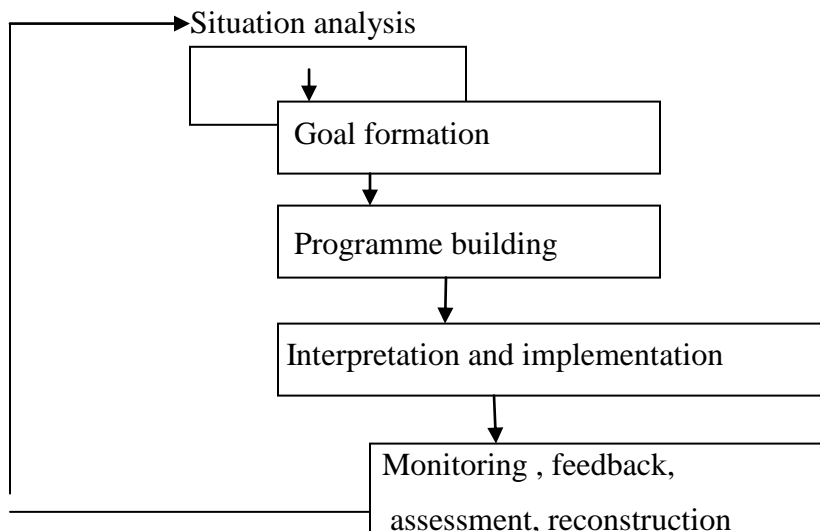 Situation analysis
Goal formation
Programme building
Interpretation and implementation
Monitoring , feedback,
assessment, reconstruction